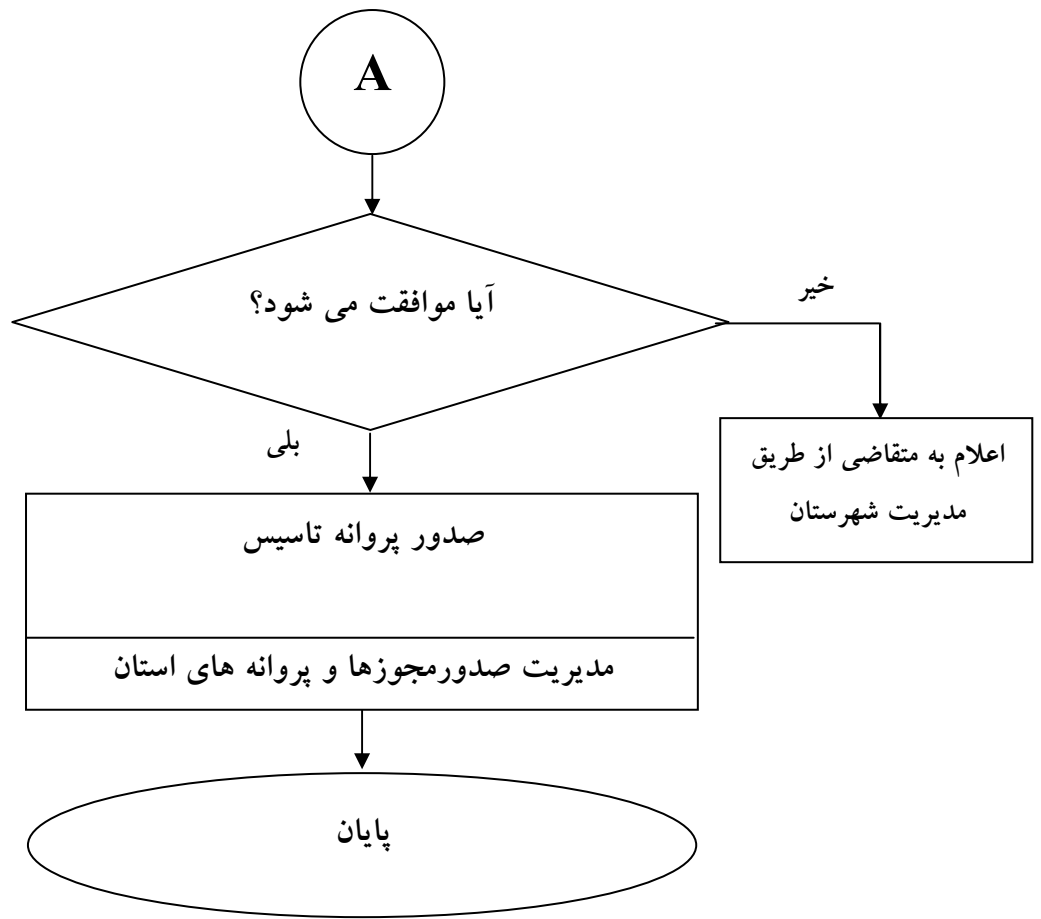 A
آیا موافقت می شود؟
خیر
بلی
اعلام به متقاضی از طریق
مدیریت شهرستان
صدور پروانه تاسیس
مدیریت صدورمجوزها و پروانه های استان
پایان